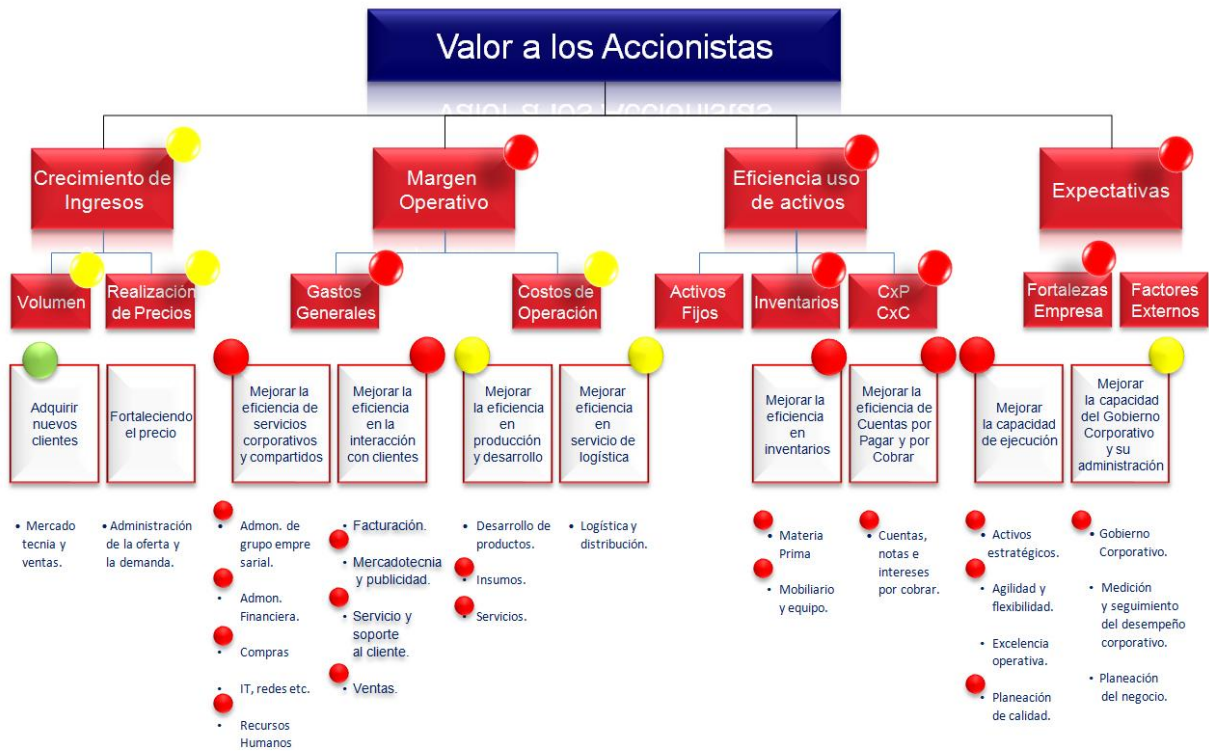 Valor a los Accionistas
Crecimiento de
Ingresos
Margen
Operativo
Eficiencia uso
de activos
Expectativas
Volumen
Realización
de Precios
Gastos
Generales
Costos de
Operación
Activos
Fijos
Inventarios
CxP
CxC
Fortalezas
Empresa
Factores
Externos
Adquirir
nuevos
clientes
Fortaleciendo
el precio
Mejorar la
eficiencia de
servicios
corporativos
y compartidos
Mejorar la
eficiencia
en la
interacción
con clientes
Mejorar
la eficiencia
en
producción
y desarrollo
Mejorar
eficiencia
en
servicio de
logística
Mejorar la
eficiencia
en
inventarios
Mejorar la
eficiencia de
Cuentas por
Pagar y por
Cobrar
Mejorar
la capacidad
de ejecución
Mejorar
la capacidad
del Gobierno
Corporativo
y su
administración
• Mercado
tecnia y
ventas.
• Administración
de la oferta y
la demanda.
• Admon. de
grupo empre
sarial.
• Admon.
Financiera.
• Compras
• IT, redes etc.
• Recursos
Humanos
• Facturación.
• Mercadotecnia
y publicidad.
• Servicio y
soporte
al cliente.
• Ventas.
• Desarrollo de
productos.
• Insumos.
• Servicios.
• Logística y
distribución.
• Materia
Prima
• Mobiliario
y equipo.
• Cuentas,
notas e
intereses
por cobrar.
• Activos
estratégicos.
• Agilidad y
flexibilidad.
• Excelencia
operativa.
• Planeación
de calidad.
• Gobierno
Corporativo.
• Medición
y seguimiento
del desempeño
corporativo.
• Planeación
del negocio.